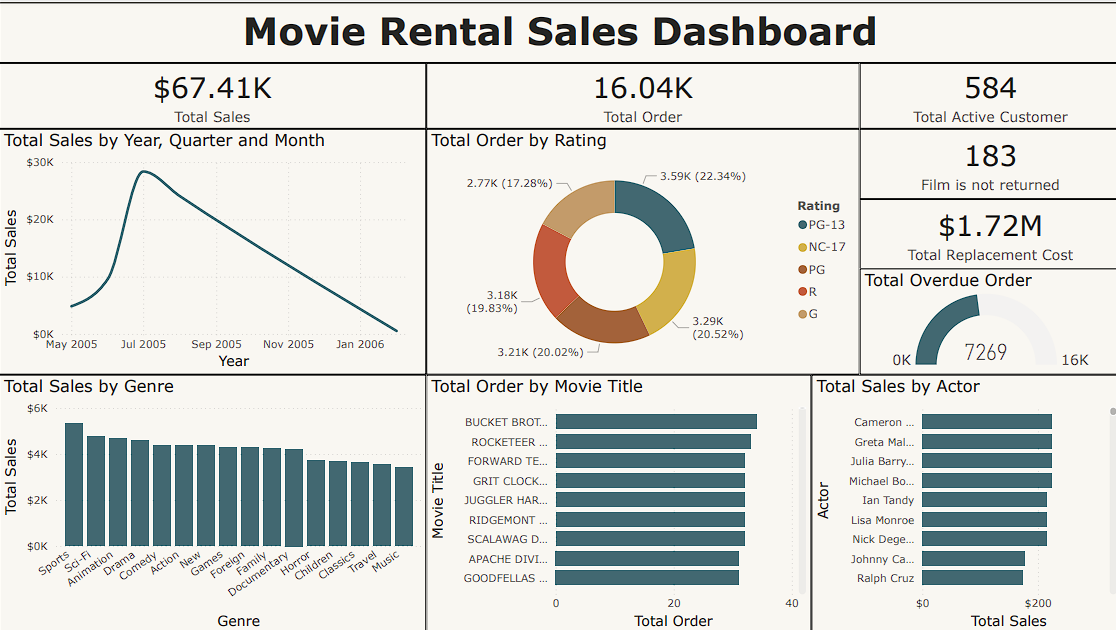 Movie Rental Sales Dashboard
$67.41K
Total Sales
16.04K
Total Order
584
Total Active Customer
183
Film is not returned
$1.72M
Total Replacement Cost
Total Sales by Year, Quarter and Month
Total Sales
$30K
$20K
$10K
$0K
May 2005
Jul 2005
Sep 2005
Nov 2005
Jan 2006
Year
Total Order by Rating
2.77K (17.28%)
3.59K (22.34%)
3.18K
(19.83%)
3.29K
(20.52%)
3.21K (20.02%)
Rating
PG-13
NC-17
PG
R
G
Total Overdue Order
0K
7269
16K
Total Sales by Genre
Total Sales
$6K
$4K
$2K
$0K
Sports
Sci-Fi
Animation
Drama
Comedy
Action
New
Games
Foreign
Family
Documentary
Horror
Children
Classics
Travel
Music
Genre
Total Order by Movie Title
Movie Title
BUCKET BROT...
ROCKETEER ...
FORWARD TE...
GRIT CLOCK...
JUGGLER HAR...
RIDGEMONT ...
SCALAWAG D...
APACHE DIVI...
GOODFELLAS ...
0
20
40
Total Order
Total Sales by Actor
Actor
Cameron ...
Greta Mal...
Julia Barry...
Michael Bo...
Ian Tandy
Lisa Monroe
Nick Dege...
Johnny Ca...
Ralph Cruz
$0
$200
Total Sales